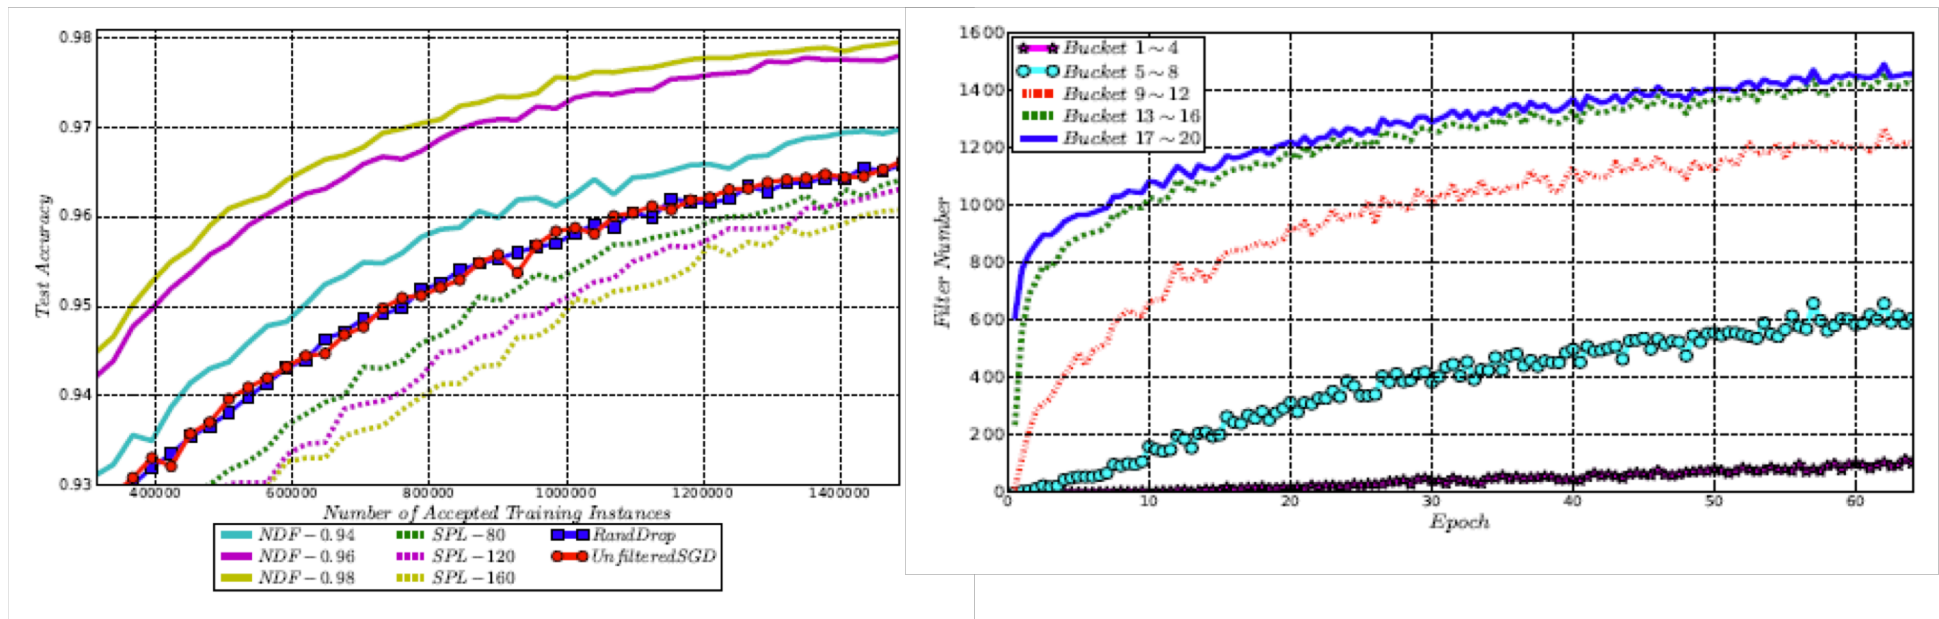 0.98
0.97
0.96
0.95
0.94
0.93
Test Accuracy
400000 600000 800000 1000000 1200000 1400000
Number of Accepted Training Instances
NDF − 0.94 SPL − 80 RandDrop
NDF − 0.96 SPL − 120 UnfilteredSGD
NDF − 0.98 SPL − 160
1600
1400
1200
1000
800
600
400
200
0
Filter Number
Bucket 1 ∼ 4
Bucket 5 ∼ 8
Bucket 9 ∼ 12
Bucket 13 ∼ 16
Bucket 17 ∼ 20
0 10 20 30 40 50 60
Epoch